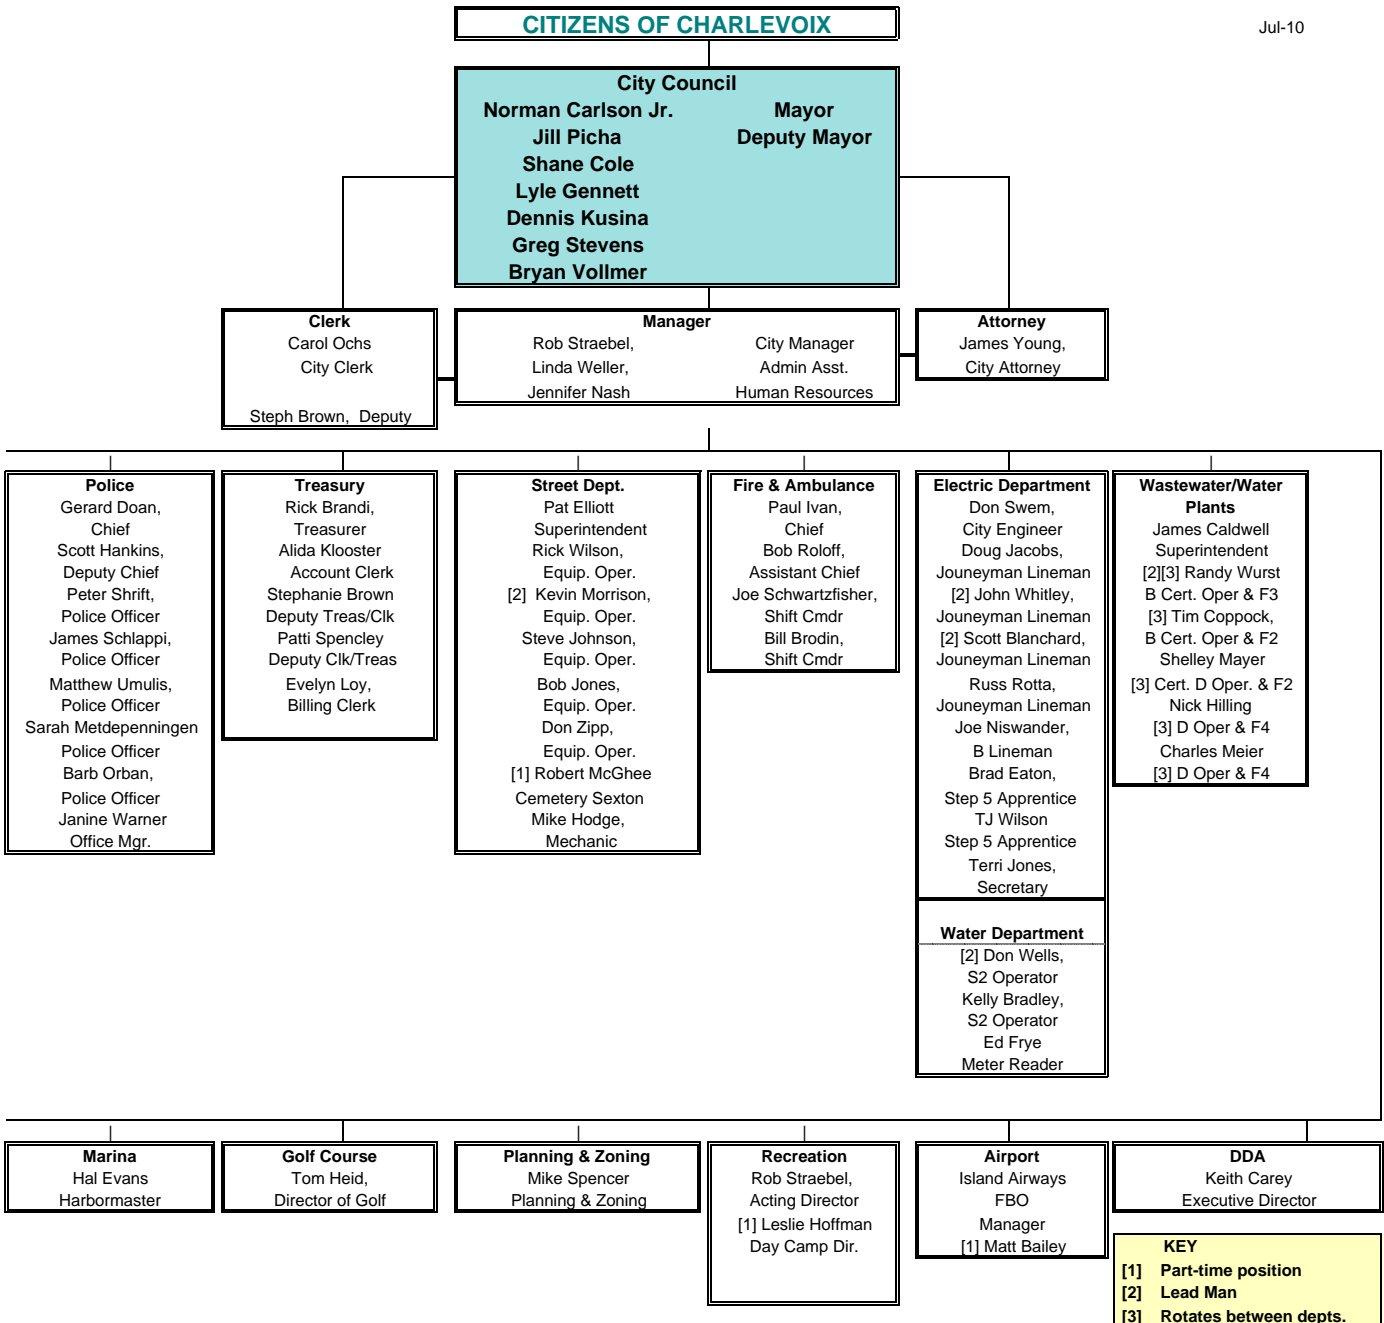 CITIZENS OF CHARLEVOIX
Jul-10
City Council
Norman Carlson Jr. Mayor
Jill Picha Deputy Mayor
Shane Cole
Lyle Gennett
Dennis Kusina
Greg Stevens
Bryan Vollmer
Clerk
Carol Ochs
City Clerk
Steph Brown, Deputy
Manager
Rob Straebel, City Manager
Linda Weller, Admin Asst.
Jennifer Nash Human Resources
Attorney
James Young,
City Attorney
Police
Gerard Doan,
Chief
Scott Hankins,
Deputy Chief
Peter Shrift,
Police Officer
James Schlappi,
Police Officer
Matthew Umulis,
Police Officer
Sarah Metdepenningen
Police Officer
Barb Orban,
Police Officer
Janine Warner
Office Mgr.
Treasury
Rick Brandi,
Treasurer
Alida Klooster
Account Clerk
Stephanie Brown
Deputy Treas/Clk
Patti Spencley
Deputy Clk/Treas
Evelyn Loy,
Billing Clerk
Street Dept.
Pat Elliott
Superintendent
Rick Wilson,
Equip. Oper.
[2] Kevin Morrison,
Equip. Oper.
Steve Johnson,
Equip. Oper.
Bob Jones,
Equip. Oper.
Don Zipp,
Equip. Oper.
[1] Robert McGhee
Cemetery Sexton
Mike Hodge,
Mechanic
Fire & Ambulance
Paul Ivan,
Chief
Bob Roloff,
Assistant Chief
Joe Schwartzfisher,
Shift Cmdr
Bill Brodin,
Shift Cmdr
Electric Department
Don Swem,
City Engineer
Doug Jacobs,
Jouneyman Lineman
[2] John Whitley,
Jouneyman Lineman
[2] Scott Blanchard,
Jouneyman Lineman
Russ Rotta,
Jouneyman Lineman
Joe Niswander,
B Lineman
Brad Eaton,
Step 5 Apprentice
TJ Wilson
Step 5 Apprentice
Terri Jones,
Secretary
Water Department
[2] Don Wells,
S2 Operator
Kelly Bradley,
S2 Operator
Ed Frye
Meter Reader
Wastewater/Water
Plants
James Caldwell
Superintendent
[2][3] Randy Wurst
B Cert. Oper & F3
[3] Tim Coppock,
B Cert. Oper & F2
Shelley Mayer
[3] Cert. D Oper. & F2
Nick Hilling
[3] D Oper & F4
Charles Meier
[3] D Oper & F4
Marina
Hal Evans
Harbormaster
Golf Course
Tom Heid,
Director of Golf
Planning & Zoning
Mike Spencer
Planning & Zoning
Recreation
Rob Straebel,
Acting Director
[1] Leslie Hoffman
Day Camp Dir.
Airport
Island Airways
FBO
Manager
[1] Matt Bailey
DDA
Keith Carey
Executive Director
KEY
[1] Part-time position
[2] Lead Man
[3] Rotates between depts.